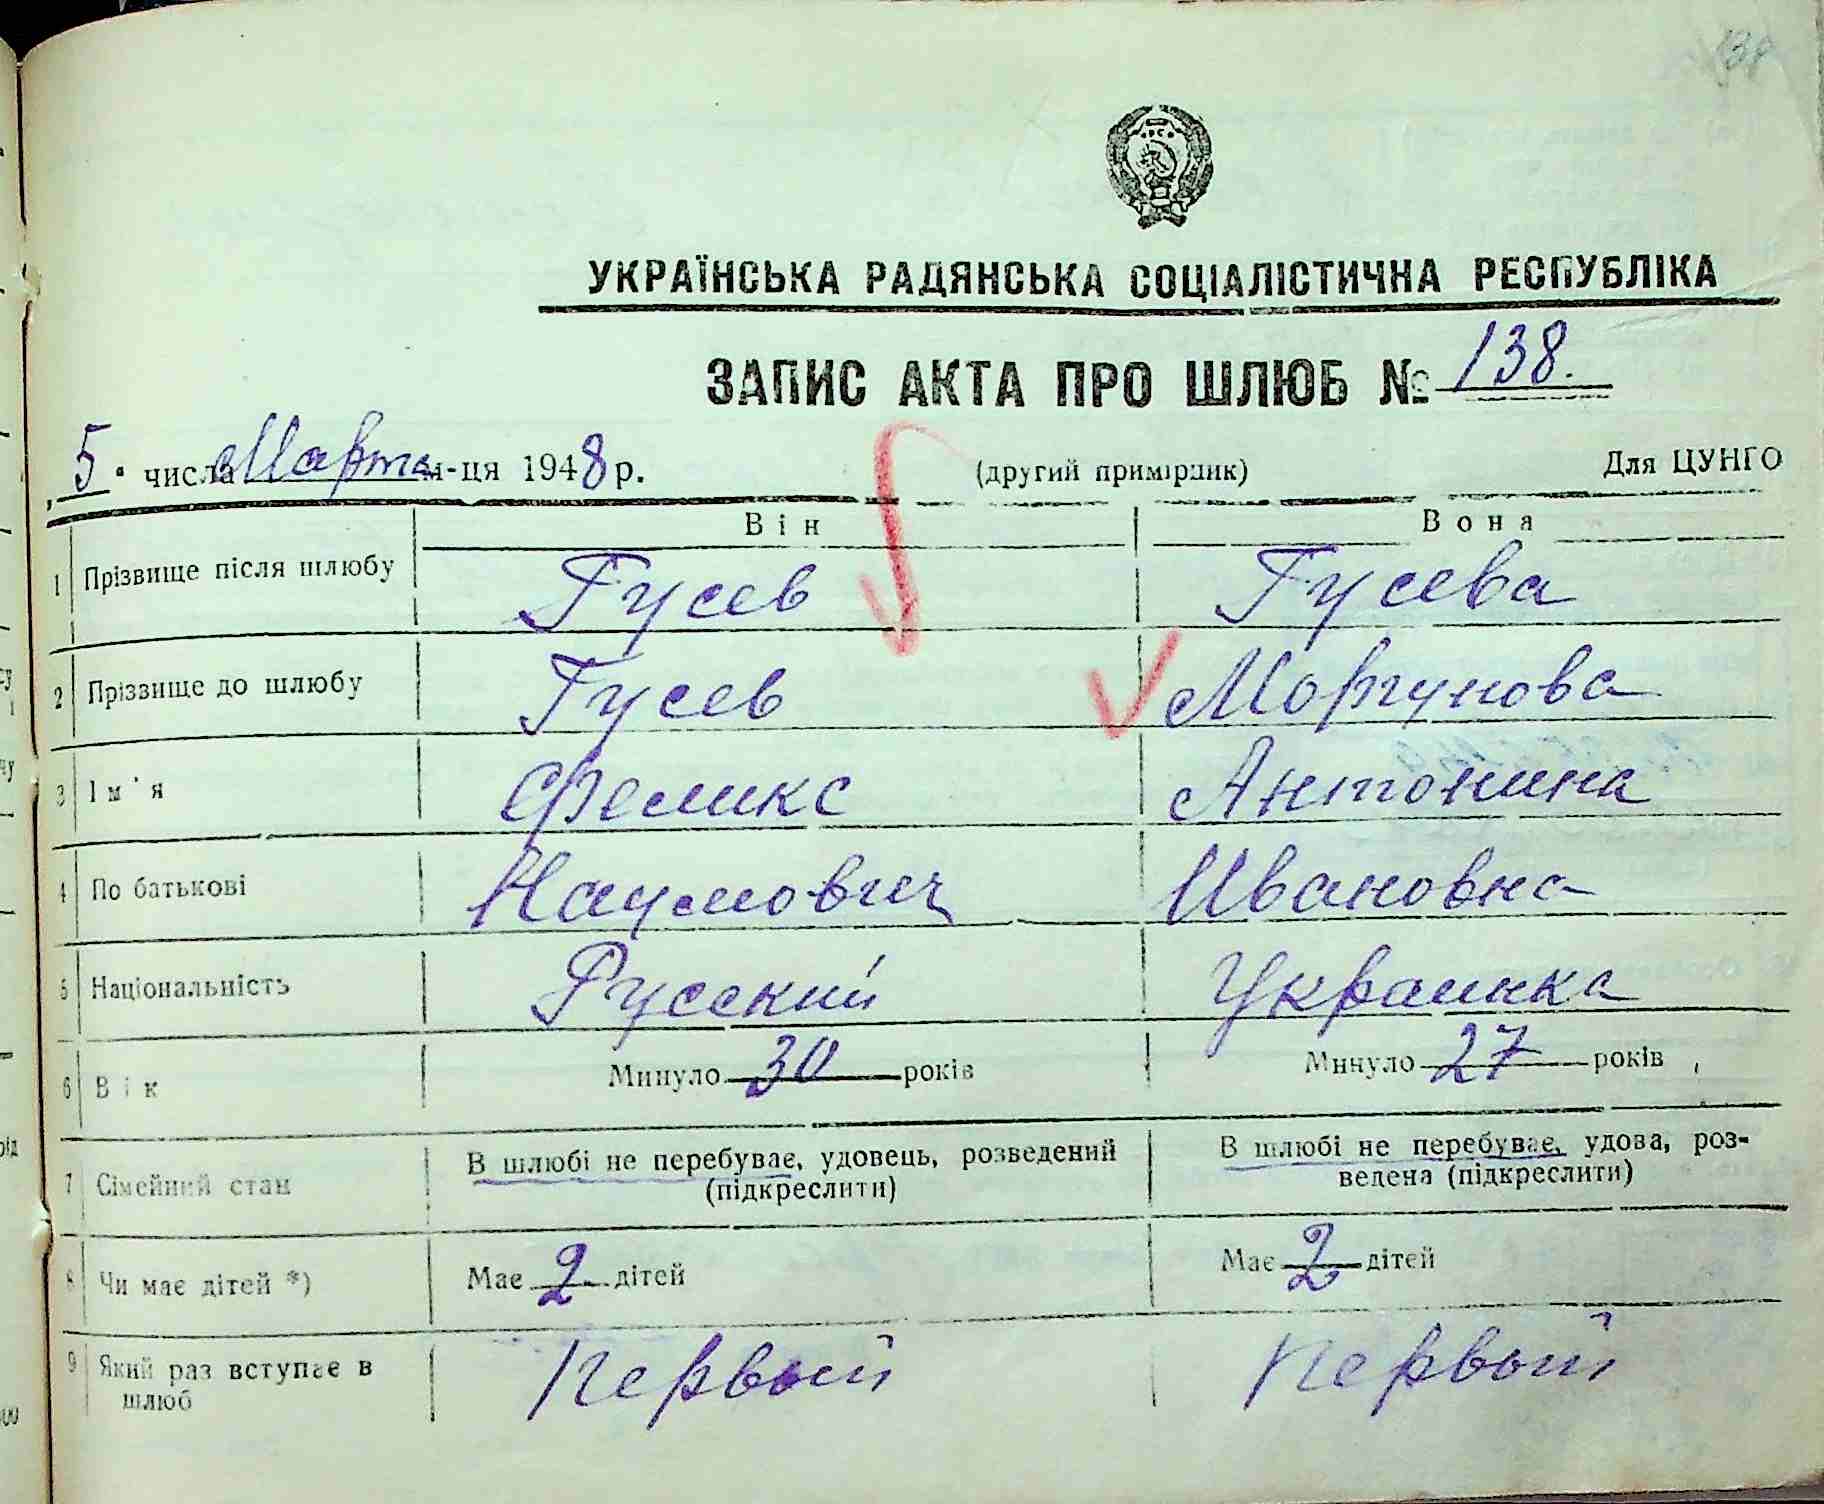 138
УКРАЇНСЬКА РАДЯНСЬКА СОЦІАЛІСТИЧНА РЕСПУБЛІКА
ЗАПИС АКТА ПРО ШЛЮБ № 138.
5. числа Марта м-ця 1948 р. (другий примірник) Для ЦУНГО
Він Вона
1 Прізвище після шлюбу Гусев Гусева
2 Прізвище до шлюбу Гусев Моргунова
3 Ім'я Феликс Антонина
4 По батькові Наумович Ивановна
5 Національність Русский Украинка
6 Вік Минуло 30 років Минуло 27 років
7 Сімейний стан В шлюбі не перебуває, удовець, розведений В шлюбі не перебуває, удова, роз-
(підкреслити) ведена (підкреслити)
8 Чи має дітей *) Має 2 дітей Має 2 дітей
9 Який раз вступає в Первый Первый
шлюб